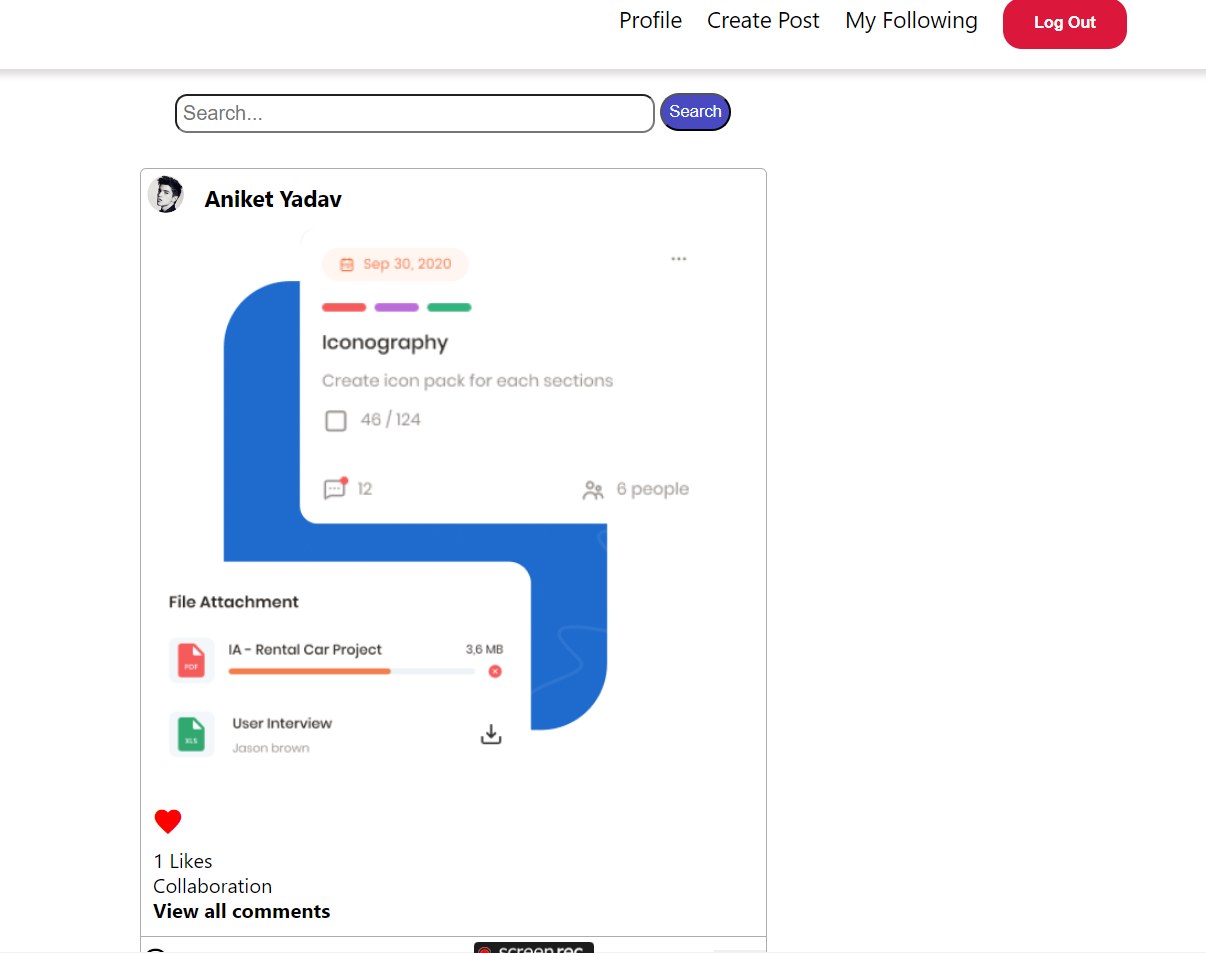 Profile Create Post My Following Log Out
Search... Search
Aniket Yadav
Sep 30, 2020
Iconography
Create icon pack for each sections
46 / 124
12 6 people
File Attachment
IA - Rental Car Project 3,6 MB
PDF
User Interview
XLS
Jason brown
1 Likes
Collaboration
View all comments
screen rec